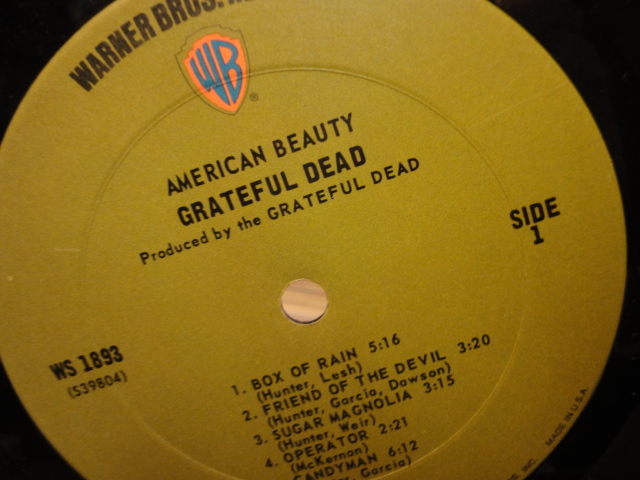 WARNER BROS.
WB
®
AMERICAN BEAUTY
GRATEFUL DEAD
Produced by the GRATEFUL DEAD
SIDE
1
WS 1893
(S39804)
1. BOX OF RAIN 5:16
(Hunter, Lesh)
2. FRIEND OF THE DEVIL 3:20
(Hunter, Garcia, Dawson)
3. SUGAR MAGNOLIA 3:15
(Hunter, Weir)
4. OPERATOR 2:21
(McKernan)
CANDYMAN 6:12
Garcia)
INC.
MADE IN U.S.A.